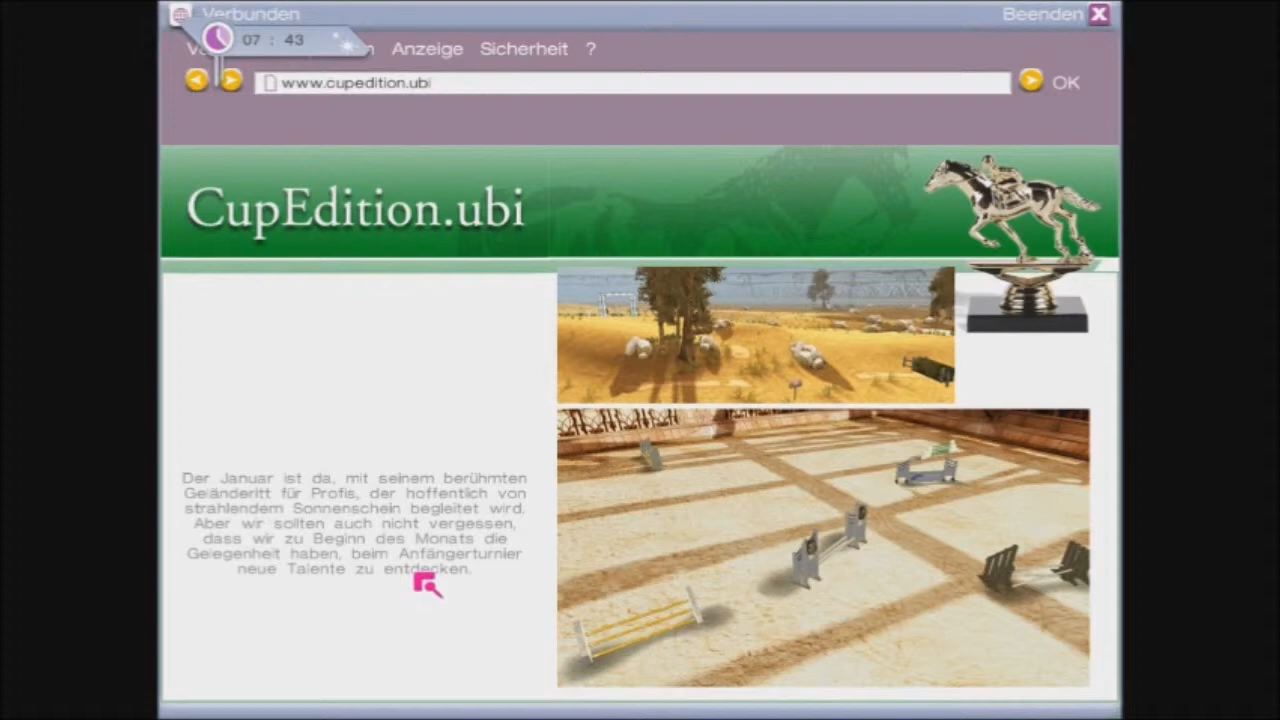 Verbunden
Beenden X
07 : 43
Anzeige Sicherheit ?
www.cupedition.ubi
OK
CupEdition.ubi
Der Januar ist da, mit seinem berühmten
Geländeritt für Profis, der hoffentlich von
strahlendem Sonnenschein begleitet wird.
Aber wir sollten auch nicht vergessen,
dass wir zu Beginn des Monats die
Gelegenheit haben, beim Anfängerturnier
neue Talente zu entdecken.